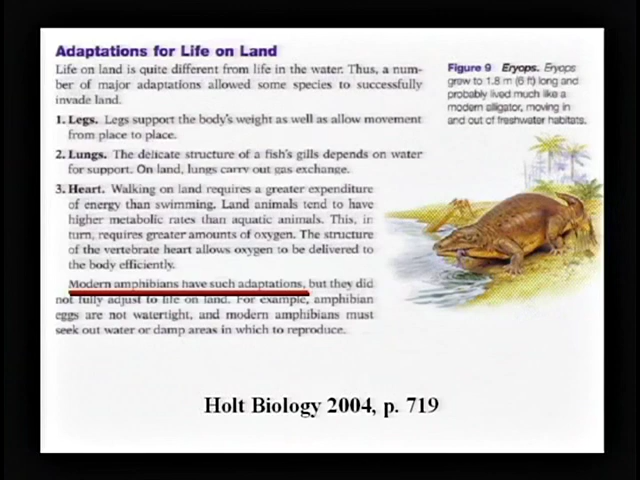 Adaptations for Life on Land
Life on land is quite different from life in the water. Thus, a num-
ber of major adaptations allowed some species to successfully
invade land.
1. Legs. Legs support the body's weight as well as allow movement
from place to place.
2. Lungs. The delicate structure of a fish's gills depends on water
for support. On land, lungs carry out gas exchange.
3. Heart. Walking on land requires a greater expenditure
of energy than swimming. Land animals tend to have
higher metabolic rates than aquatic animals. This, in
turn, requires greater amounts of oxygen. The structure
of the vertebrate heart allows oxygen to be delivered to
the body efficiently.
Modern amphibians have such adaptations, but they did
not fully adjust to life on land. For example, amphibian
eggs are not watertight, and modern amphibians must
seek out water or damp areas in which to reproduce.
Figure 9 Eryops. Eryops
grew to 1.8 m (6 ft) long and
probably lived much like a
modern alligator, moving in
and out of freshwater habitats.
Holt Biology 2004, p. 719